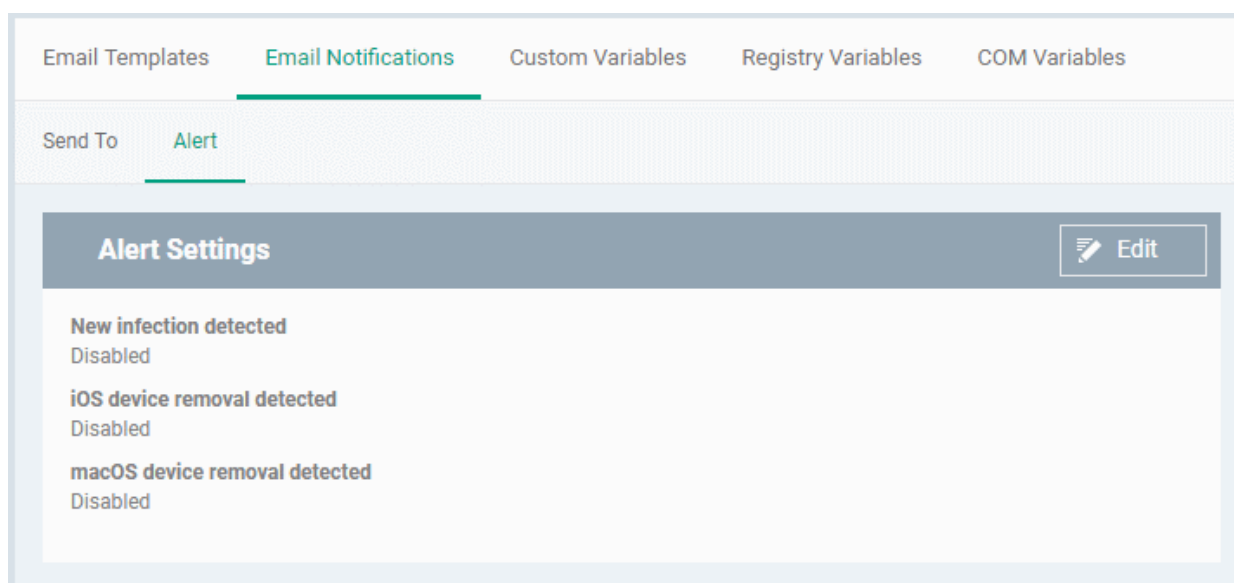 Email Templates Email Notifications Custom Variables Registry Variables COM Variables
Send To Alert
Alert Settings Edit
New infection detected
Disabled
iOS device removal detected
Disabled
macOS device removal detected
Disabled